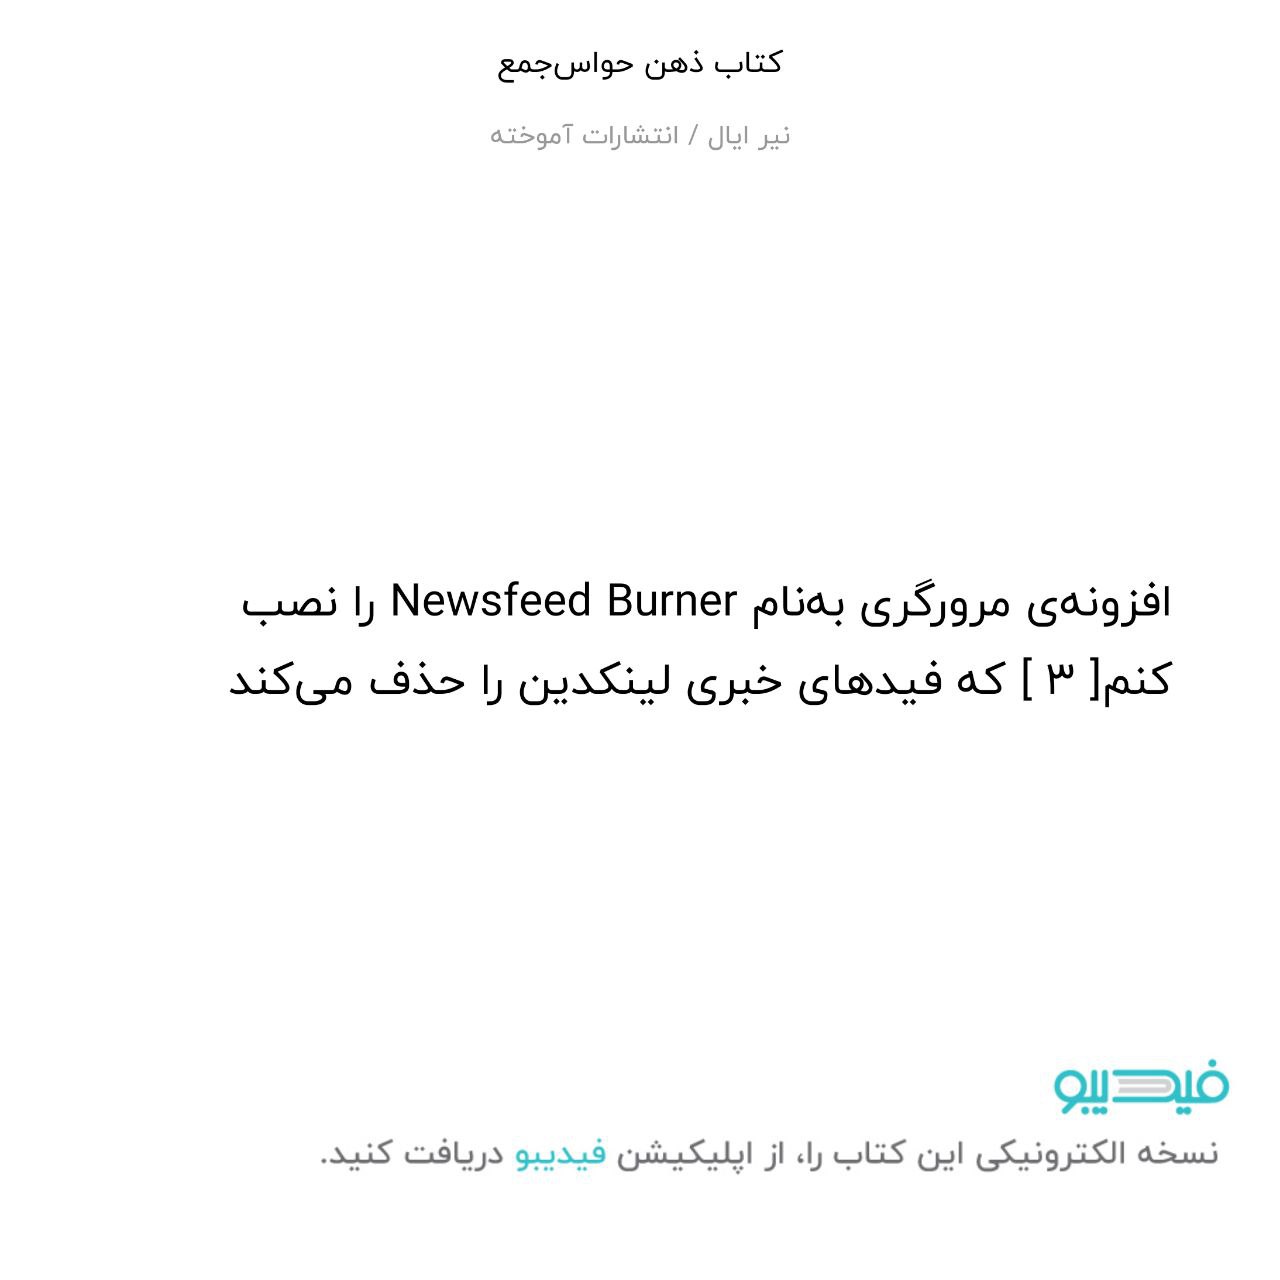 کتاب ذهن حواس‌جمع
نیر ایال / انتشارات آموخته
افزونه‌ی مرورگری به‌نام Newsfeed Burner را نصب
کنم[ ۳ ] که فیدهای خبری لینکدین را حذف می‌کند
فیدیبو
نسخه الکترونیکی این کتاب را، از اپلیکیشن فیدیبو دریافت کنید.